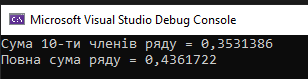 Microsoft Visual Studio Debug Console
Сума 10-ти членів ряду = 0,3531386
Повна сума ряду = 0,4361722